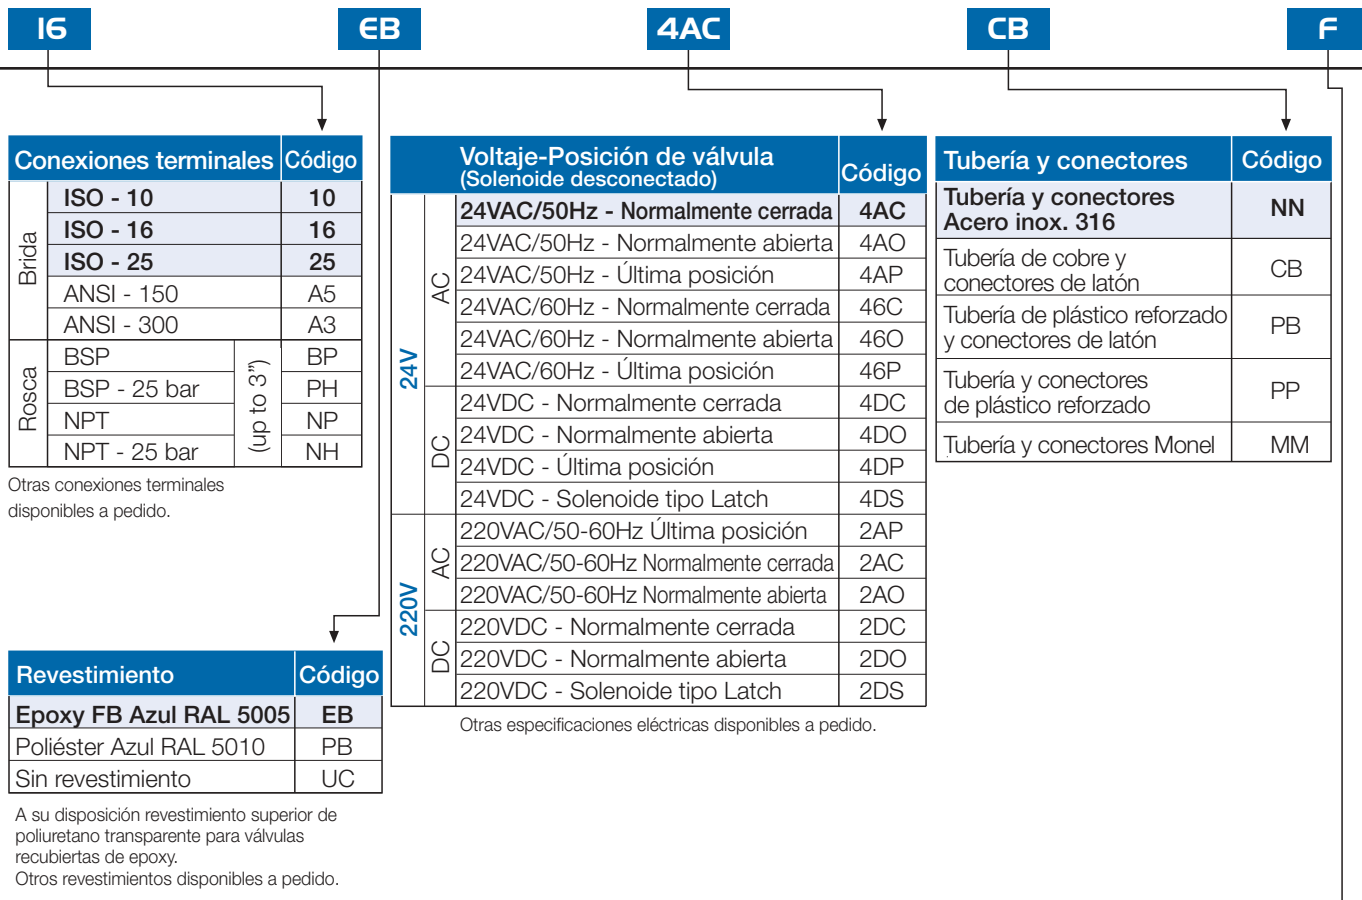 16 EB 4AC CB F
Conexiones terminales Código
Brida
ISO - 10 10
ISO - 16 16
ISO - 25 25
ANSI - 150 A5
ANSI - 300 A3
Rosca
(up to 3")
BSP BP
BSP - 25 bar PH
NPT NP
NPT - 25 bar NH
Otras conexiones terminales
disponibles a pedido.
Revestimiento Código
Epoxy FB Azul RAL 5005 EB
Poliéster Azul RAL 5010 PB
Sin revestimiento UC
A su disposición revestimiento superior de
poliuretano transparente para válvulas
recubiertas de epoxy.
Otros revestimientos disponibles a pedido.
Voltaje-Posición de válvula
(Solenoide desconectado) Código
24V
AC
24VAC/50Hz - Normalmente cerrada 4AC
24VAC/50Hz - Normalmente abierta 4AO
24VAC/50Hz - Última posición 4AP
24VAC/60Hz - Normalmente cerrada 46C
24VAC/60Hz - Normalmente abierta 46O
24VAC/60Hz - Última posición 46P
DC
24VDC - Normalmente cerrada 4DC
24VDC - Normalmente abierta 4DO
24VDC - Última posición 4DP
24VDC - Solenoide tipo Latch 4DS
220V
AC
220VAC/50-60Hz Última posición 2AP
220VAC/50-60Hz Normalmente cerrada 2AC
220VAC/50-60Hz Normalmente abierta 2AO
DC
220VDC - Normalmente cerrada 2DC
220VDC - Normalmente abierta 2DO
220VDC - Solenoide tipo Latch 2DS
Otras especificaciones eléctricas disponibles a pedido.
Tubería y conectores Código
Tubería y conectores
Acero inox. 316 NN
Tubería de cobre y
conectores de latón CB
Tubería de plástico reforzado
y conectores de latón PB
Tubería y conectores
de plástico reforzado PP
Tubería y conectores Monel MM